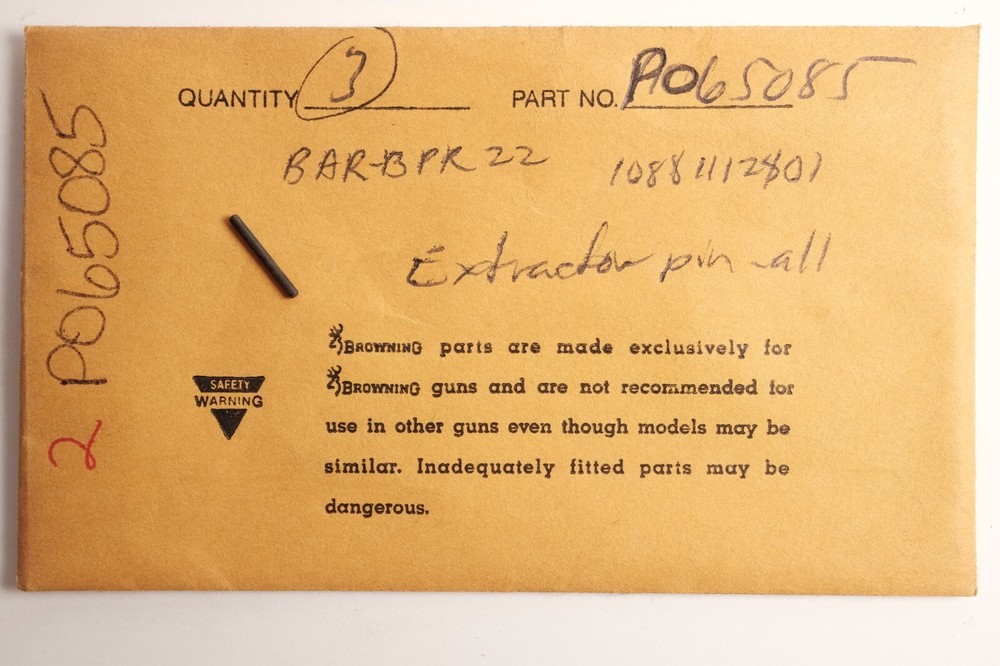 QUANTITY 3 PART NO. P065085
BAR-BPR 22 10881112801
Extractor pin all
BROWNING parts are made exclusively for
BROWNING guns and are not recommended for
use in other guns even though models may be
similar. Inadequately fitted parts may be
dangerous.
SAFETY
WARNING
2 P065085